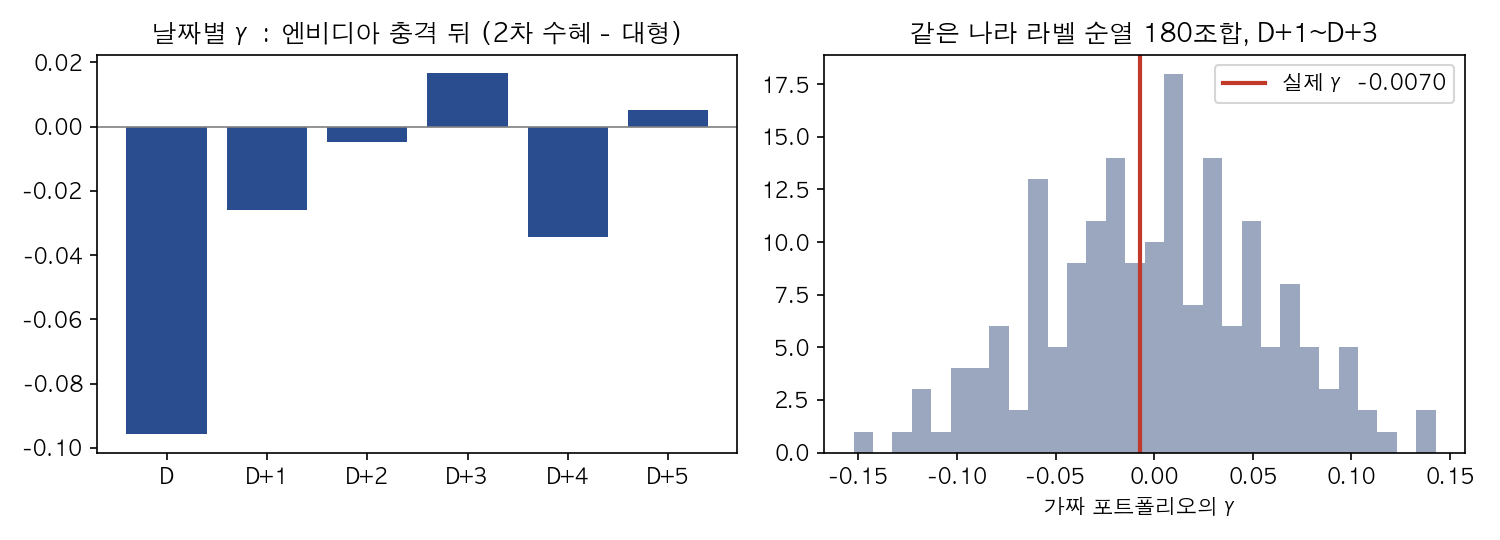 날짜별 γ : 엔비디아 충격 뒤 (2차 수혜 - 대형)
0.02
0.00
-0.02
-0.04
-0.06
-0.08
-0.10
D D+1 D+2 D+3 D+4 D+5
같은 나라 라벨 순열 180조합, D+1~D+3
실제 γ -0.0070
17.5
15.0
12.5
10.0
7.5
5.0
2.5
0.0
-0.15 -0.10 -0.05 0.00 0.05 0.10 0.15
가짜 포트폴리오의 γ